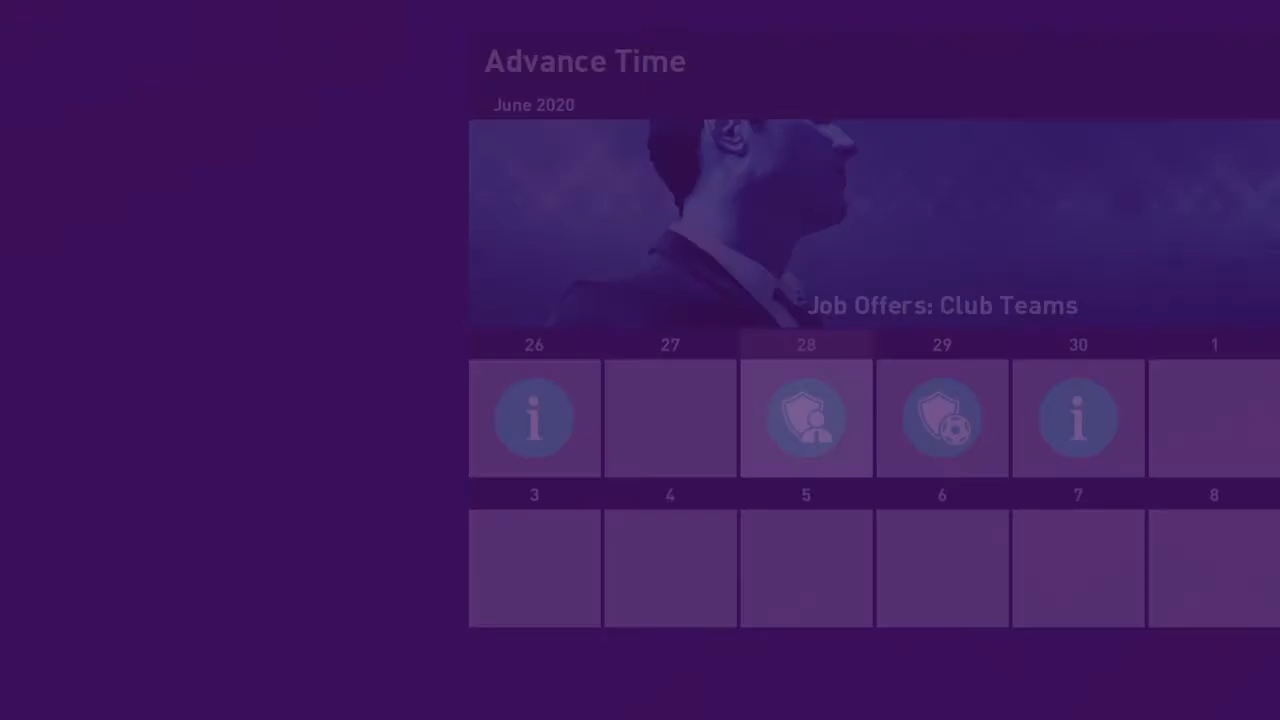 Advance Time
June 2020
Job Offers: Club Teams
26 27 28 29 30 1
i i
3 4 5 6 7 8